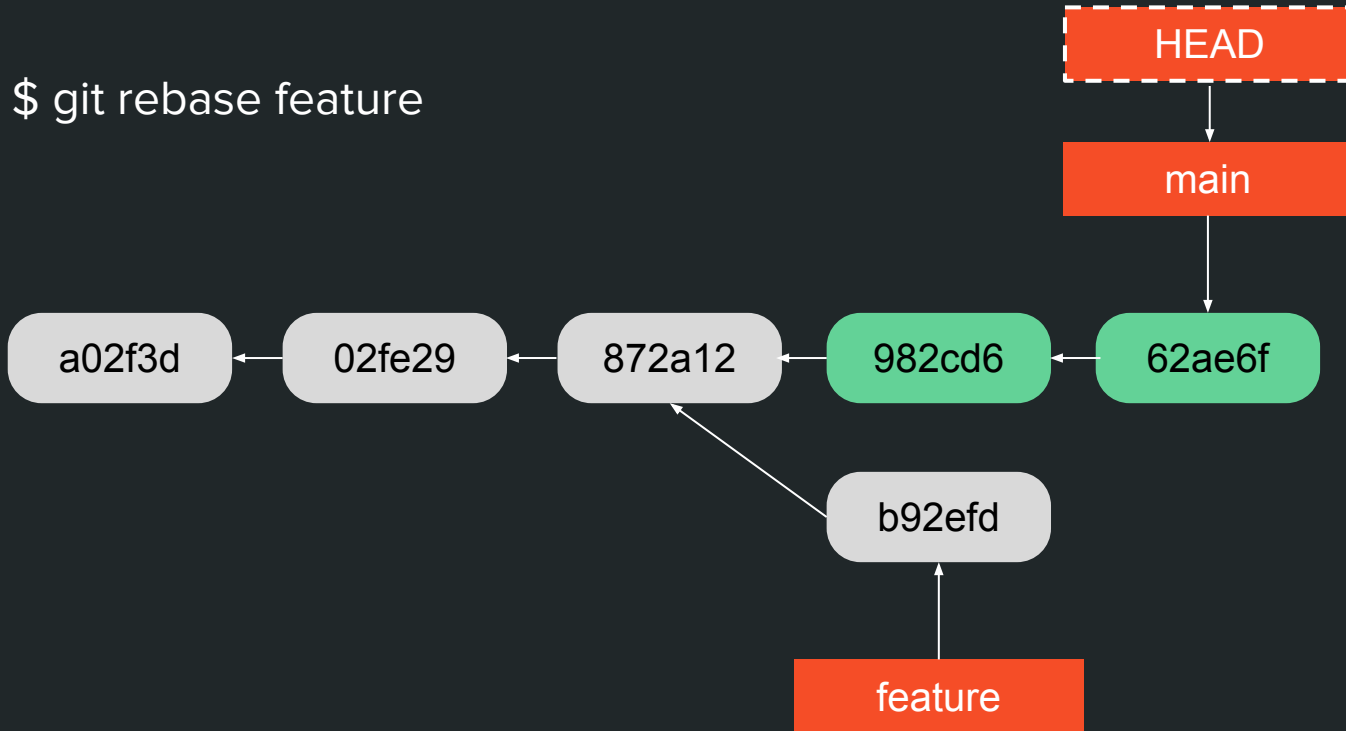 HEAD
$ git rebase feature
main
a02f3d
02fe29
872a12
982cd6
62ae6f
b92efd
feature